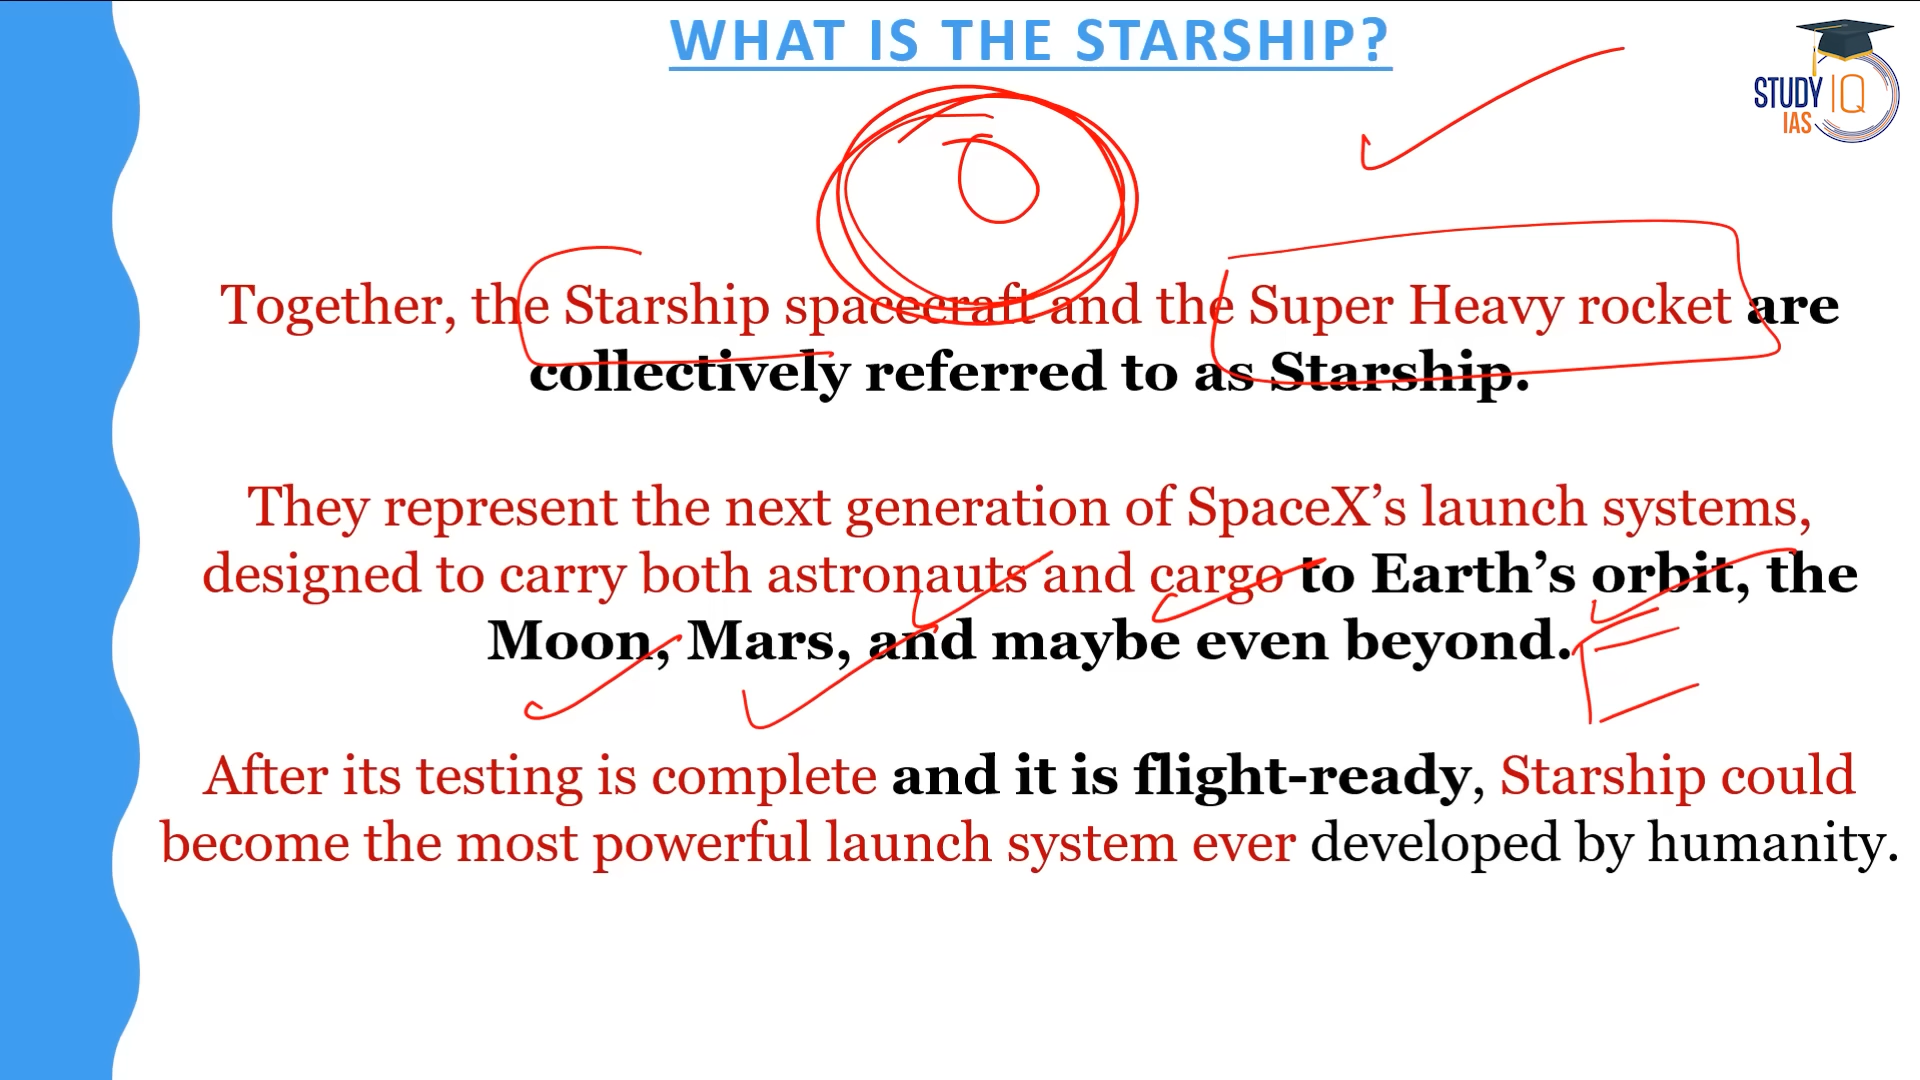 WHAT IS THE STARSHIP?
STUDY IQ
IAS
Together, the Starship spacecraft and the Super Heavy rocket are
collectively referred to as Starship.
They represent the next generation of SpaceX’s launch systems,
designed to carry both astronauts and cargo to Earth’s orbit, the
Moon, Mars, and maybe even beyond.
After its testing is complete and it is flight-ready, Starship could
become the most powerful launch system ever developed by humanity.